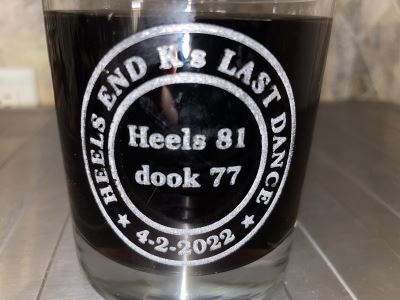 HEELS END K's LAST DANCE
Heels 81
dook 77
★ 4-2-2022 ★